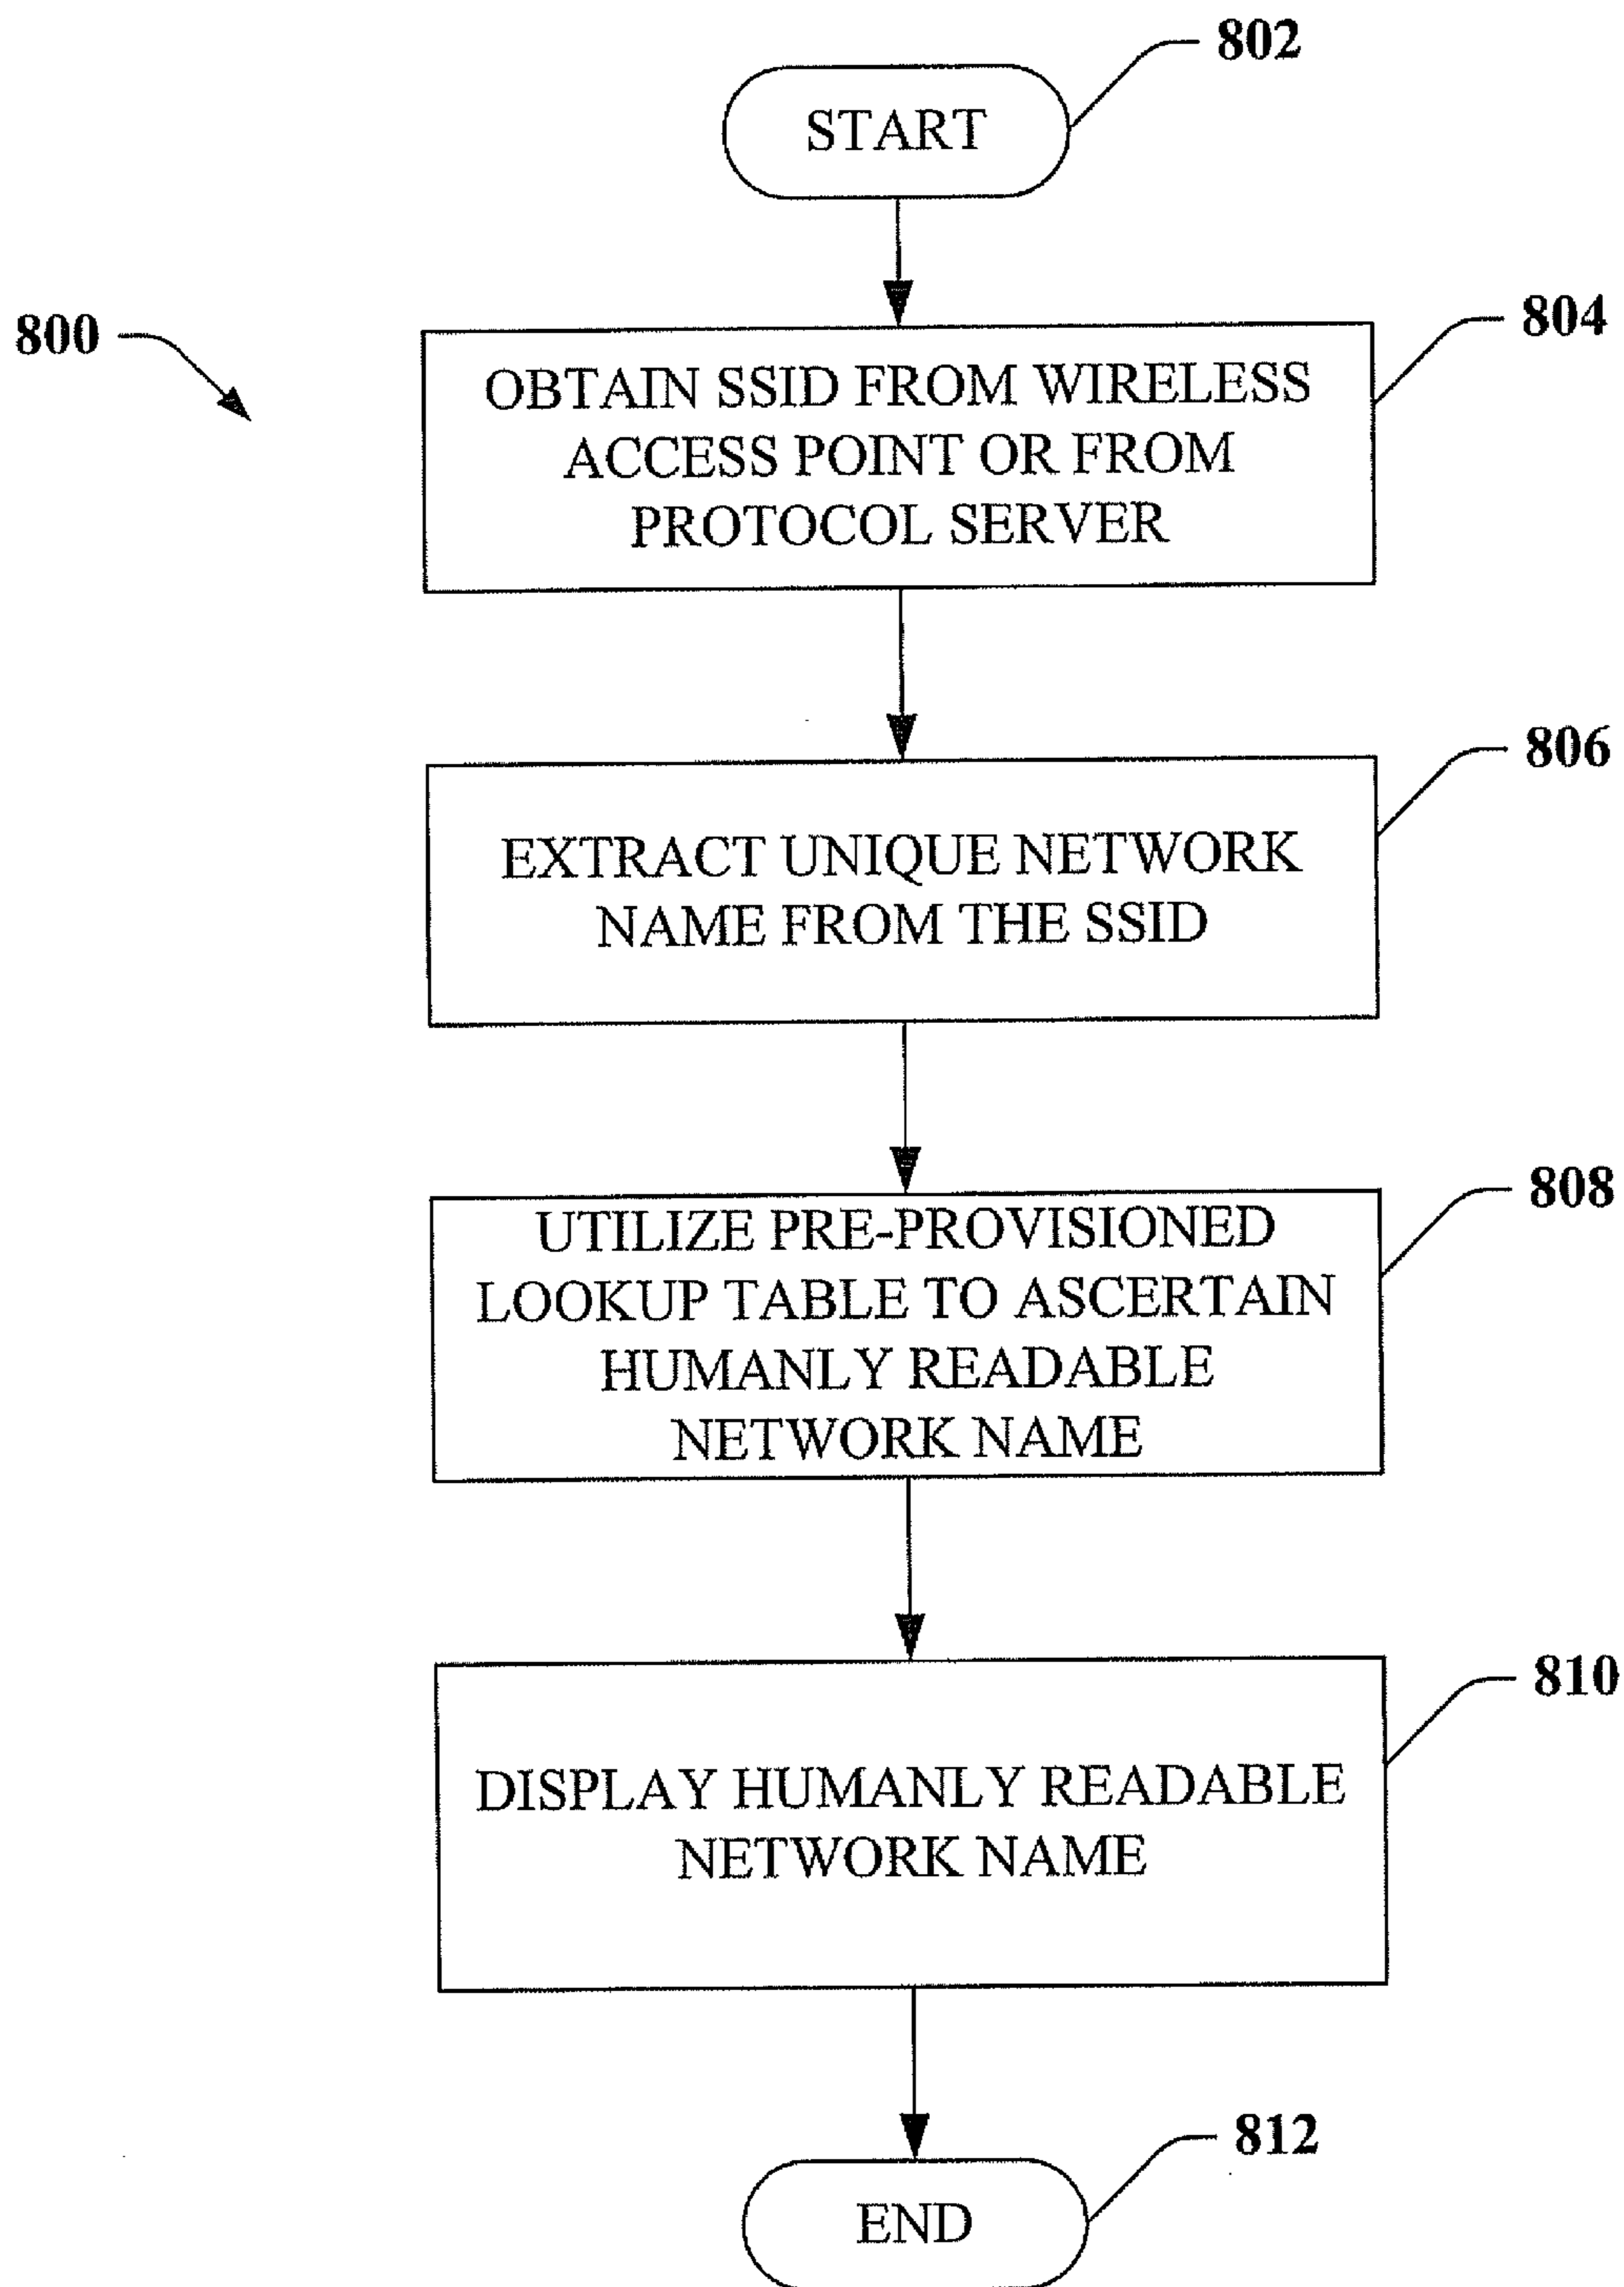 802
START
800
804
OBTAIN SSID FROM WIRELESS
ACCESS POINT OR FROM
PROTOCOL SERVER
806
EXTRACT UNIQUE NETWORK
NAME FROM THE SSID
808
UTILIZE PRE-PROVISIONED
LOOKUP TABLE TO ASCERTAIN
HUMANLY READABLE
NETWORK NAME
810
DISPLAY HUMANLY READABLE
NETWORK NAME
812
END